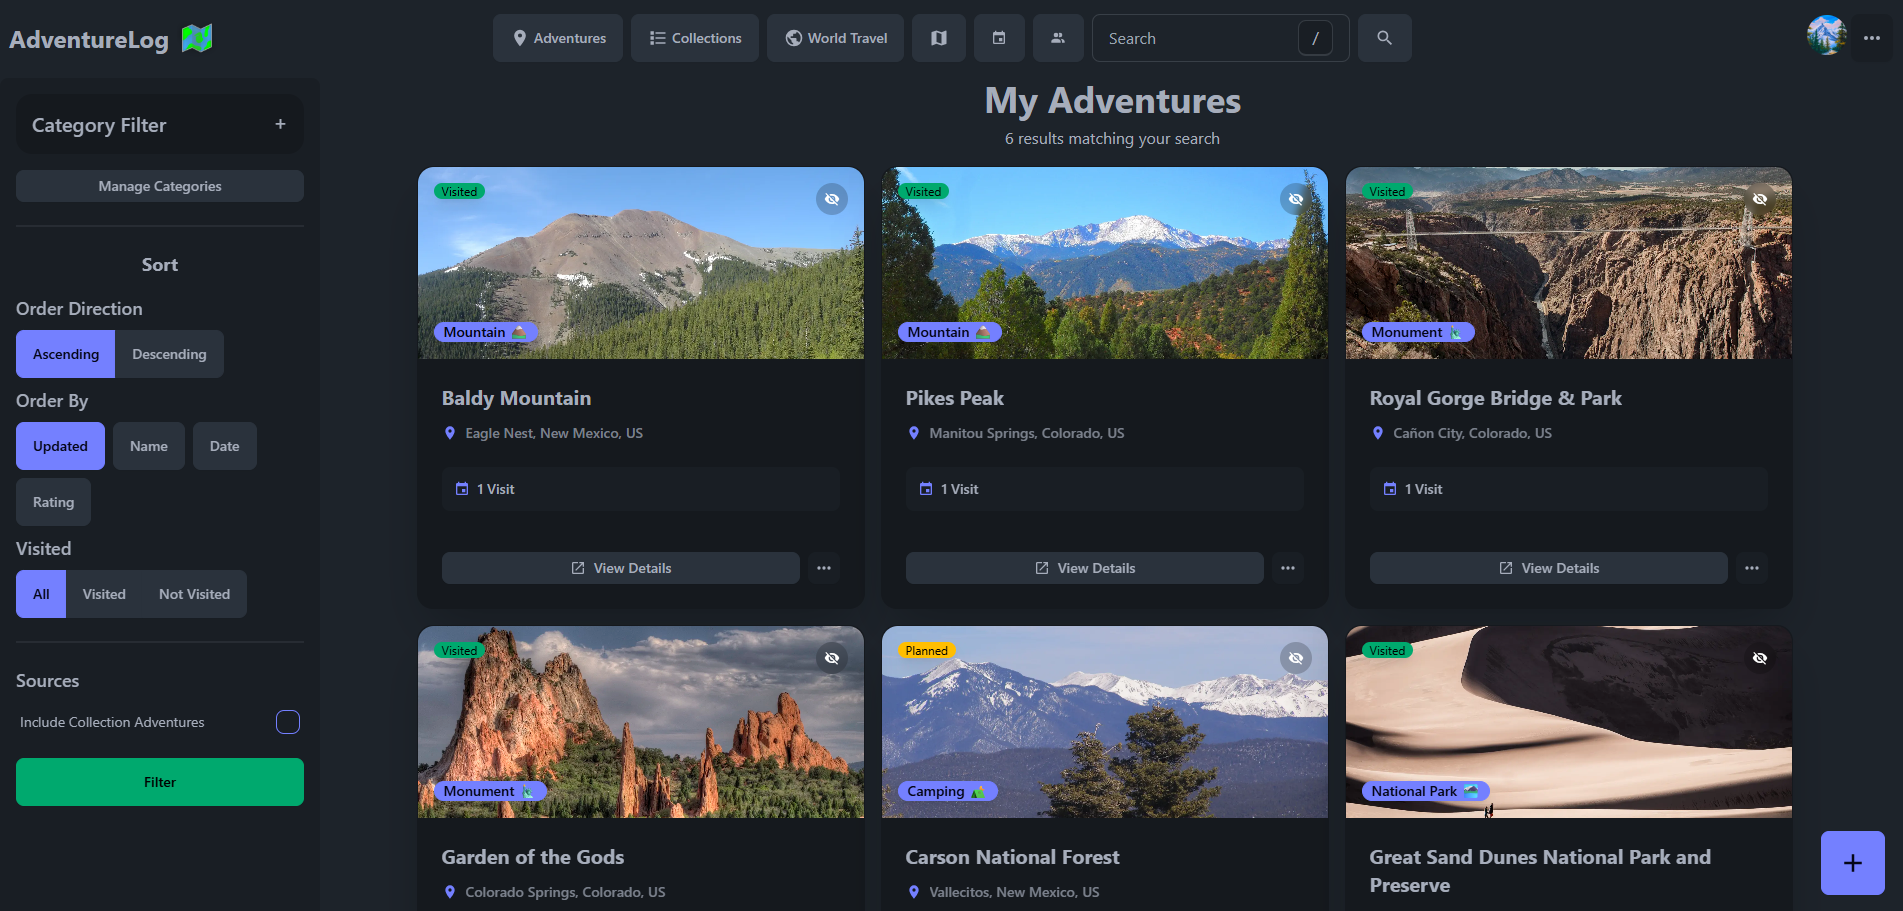 AdventureLog
Adventures
Collections
World Travel
Search
/
Category Filter
+
Manage Categories
Sort
Order Direction
Ascending
Descending
Order By
Updated
Name
Date
Rating
Visited
All
Visited
Not Visited
Sources
Include Collection Adventures
Filter
My Adventures
6 results matching your search
Visited
Mountain
Baldy Mountain
Eagle Nest, New Mexico, US
1 Visit
View Details
Visited
Mountain
Pikes Peak
Manitou Springs, Colorado, US
1 Visit
View Details
Visited
Monument
Royal Gorge Bridge & Park
Cañon City, Colorado, US
1 Visit
View Details
Visited
Monument
Garden of the Gods
Colorado Springs, Colorado, US
Planned
Camping
Carson National Forest
Vallecitos, New Mexico, US
Visited
National Park
Great Sand Dunes National Park and
Preserve
+